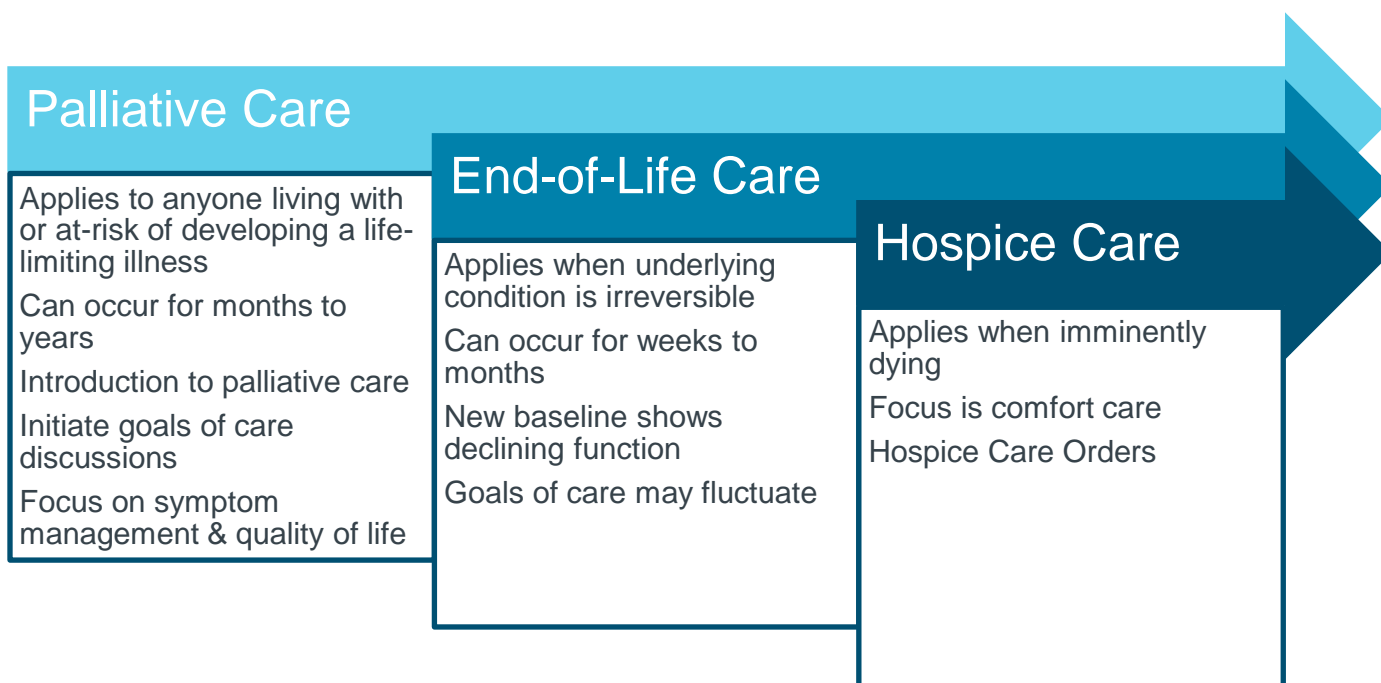 Palliative Care
Applies to anyone living with
or at-risk of developing a life-
limiting illness
Can occur for months to
years
Introduction to palliative care
Initiate goals of care
discussions
Focus on symptom
management & quality of life
End-of-Life Care
Applies when underlying
condition is irreversible
Can occur for weeks to
months
New baseline shows
declining function
Goals of care may fluctuate
Hospice Care
Applies when imminently
dying
Focus is comfort care
Hospice Care Orders